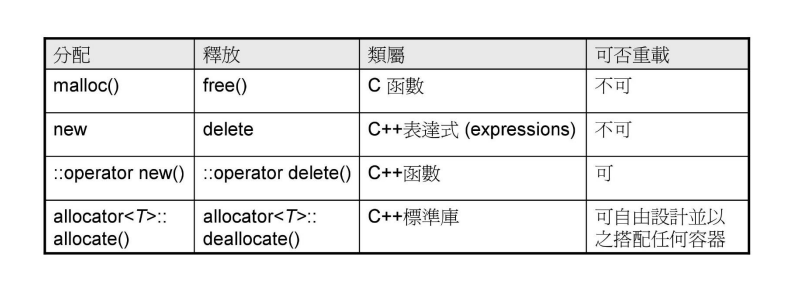 分配 釋放 類屬 可否重載
malloc() free() C 函數 不可
new delete C++表達式 (expressions) 不可
::operator new() ::operator delete() C++函數 可
allocator<T>:: allocator<T>:: C++標準庫 可自由設計並以
allocate() deallocate() 之搭配任何容器